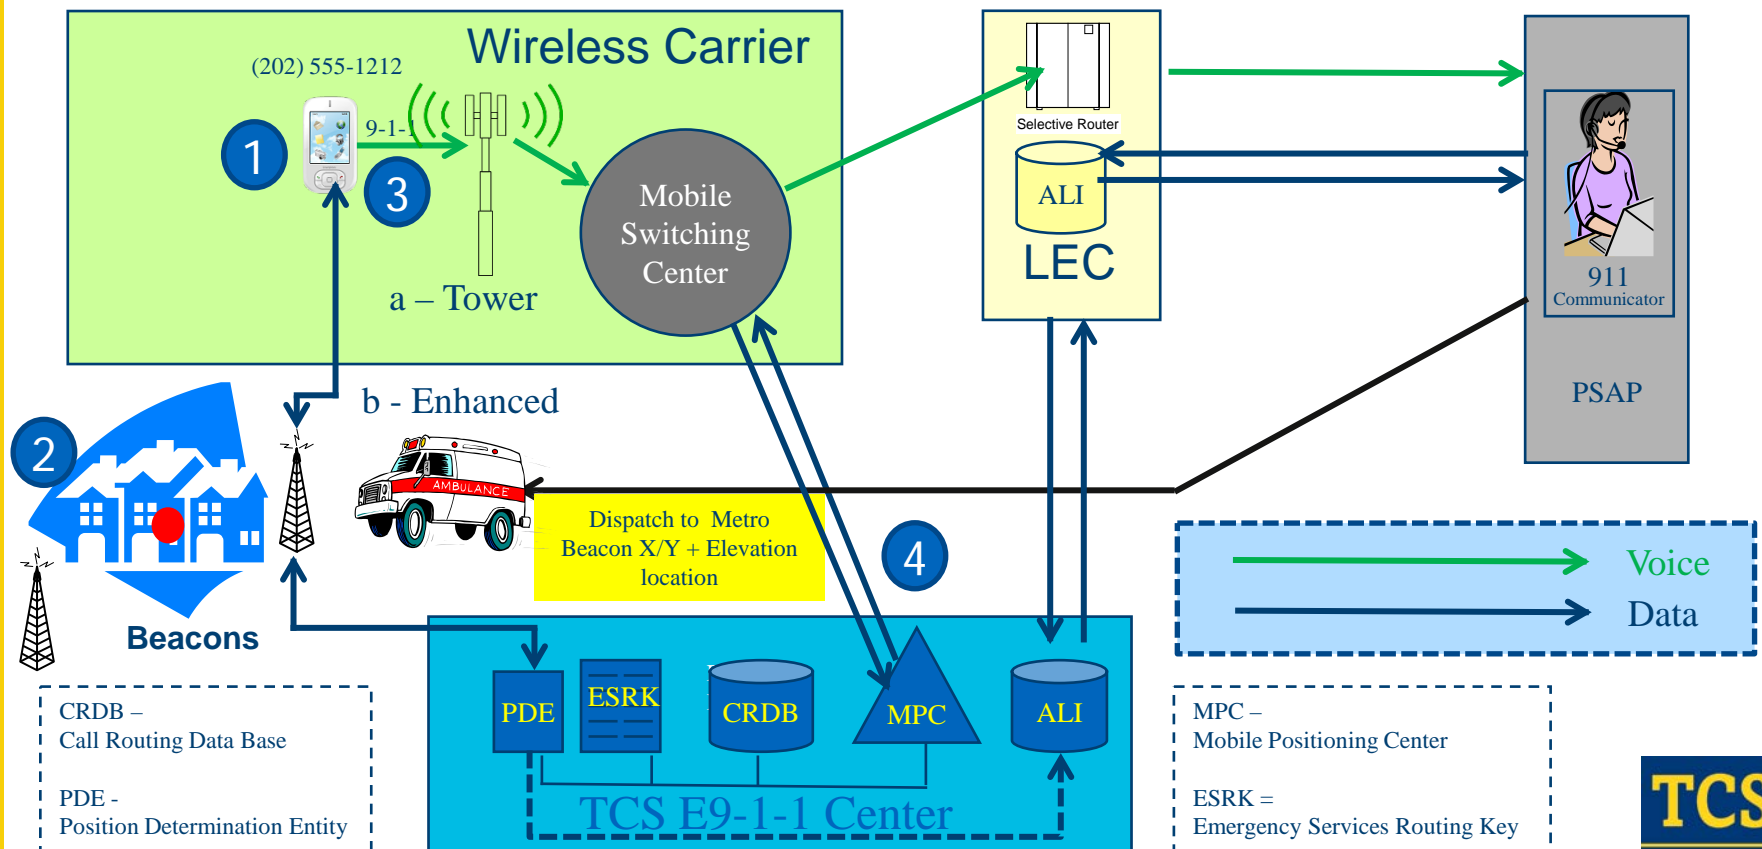 Wireless Carrier
(202) 555-1212
9-1-1
1
3
a – Tower
Mobile
Switching
Center
Selective Router
ALI
LEC
911
Communicator
PSAP
b - Enhanced
2
AMBULANCE
Beacons
Dispatch to Metro
Beacon X/Y + Elevation
location
4
Voice
Data
PDE
ESRK
CRDB
MPC
ALI
TCS E9-1-1 Center
CRDB –
Call Routing Data Base
PDE -
Position Determination Entity
MPC –
Mobile Positioning Center
ESRK =
Emergency Services Routing Key
TCS